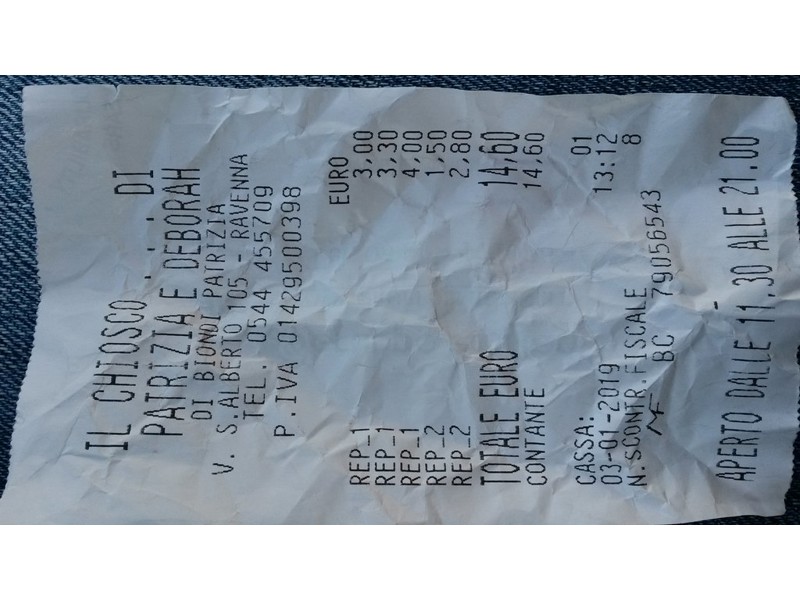 IL CHIOSCO ''' DI
PATRIZIA E DEBORAH
DI BIONDI PATRIZIA
V. S.ALBERTO 105 - RAVENNA
TEL. 0544 455709
P.IVA 01429500398
EURO
REP_1 3,00
REP_1 3,30
REP_1 4,00
REP_2 1,50
REP_2 2,80
TOTALE EURO 14,60
CONTANTE 14,60
CASSA: 01
03-01-2019 13:12
N.SCONTR.FISCALE 8
MF BC 79056543
-
APERTO DALLE 11,30 ALLE 21.00